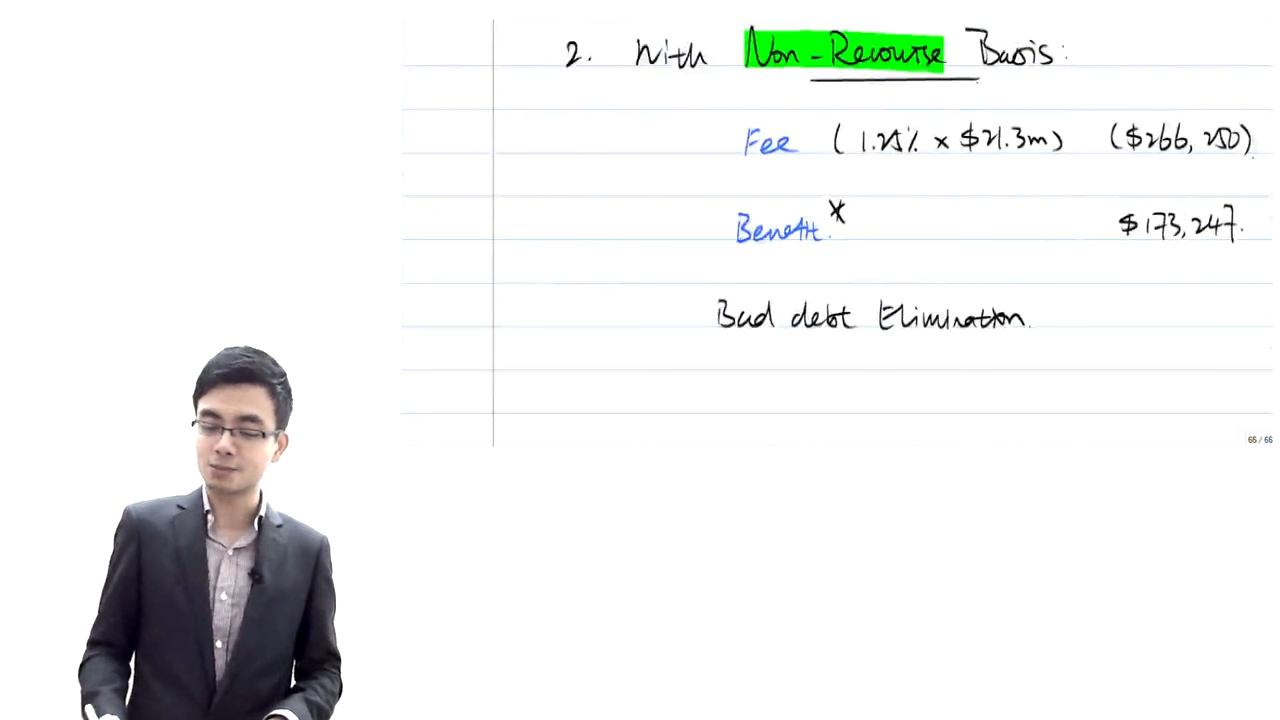 2. With Non-Recourse Basis:
Fee (1.25% x $21.3m) ($266,250).
Benefit.* $173,247.
Bad debt Elimination.
66 / 66